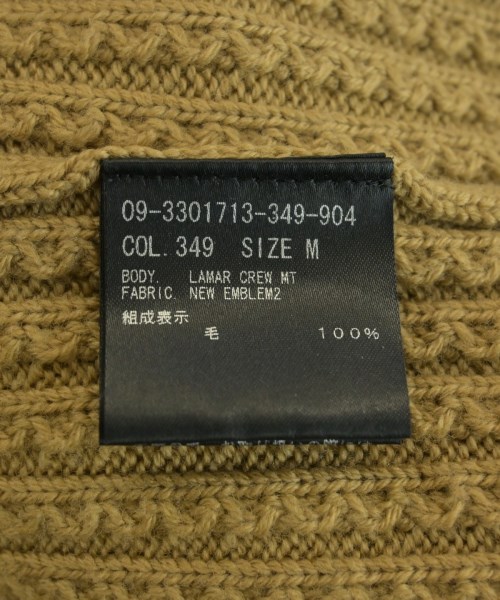 09-3301713-349-904
COL. 349 SIZE M
BODY. LAMAR CREW MT
FABRIC. NEW EMBLEM2
組成表示
毛 100%